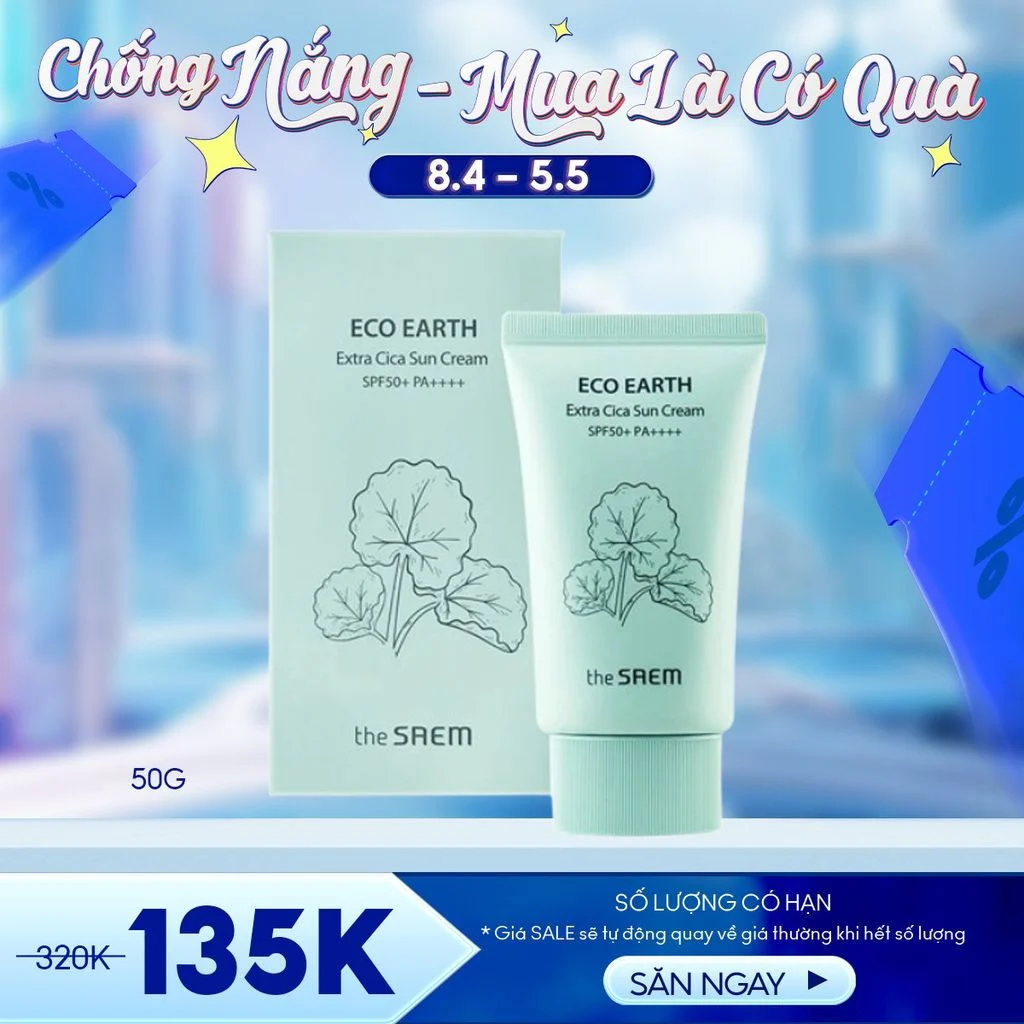 Chống Nắng - Mua Là Có Quà
8.4 – 5.5
%
%
ECO EARTH
Extra Cica Sun Cream
SPF50+ PA++++
the SAEM
ECO EARTH
Extra Cica Sun Cream
SPF50+ PA++++
the SAEM
50G
320K
135K
SỐ LƯỢNG CÓ HẠN
* Giá SALE sẽ tự động quay về giá thường khi hết số lượng
SĂN NGAY ▶